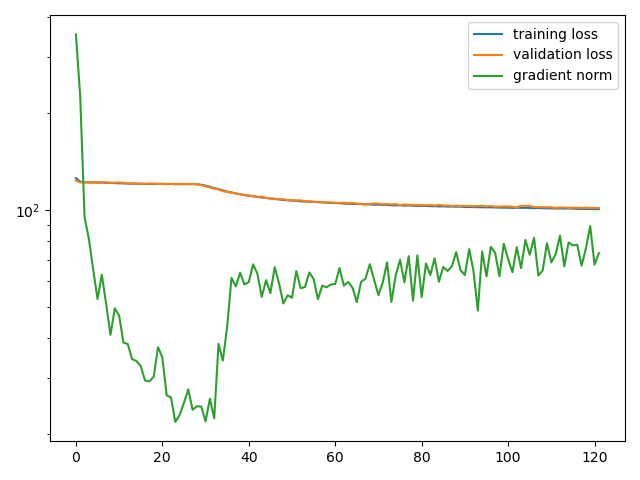 training loss
validation loss
gradient norm
10²
0 20 40 60 80 100 120